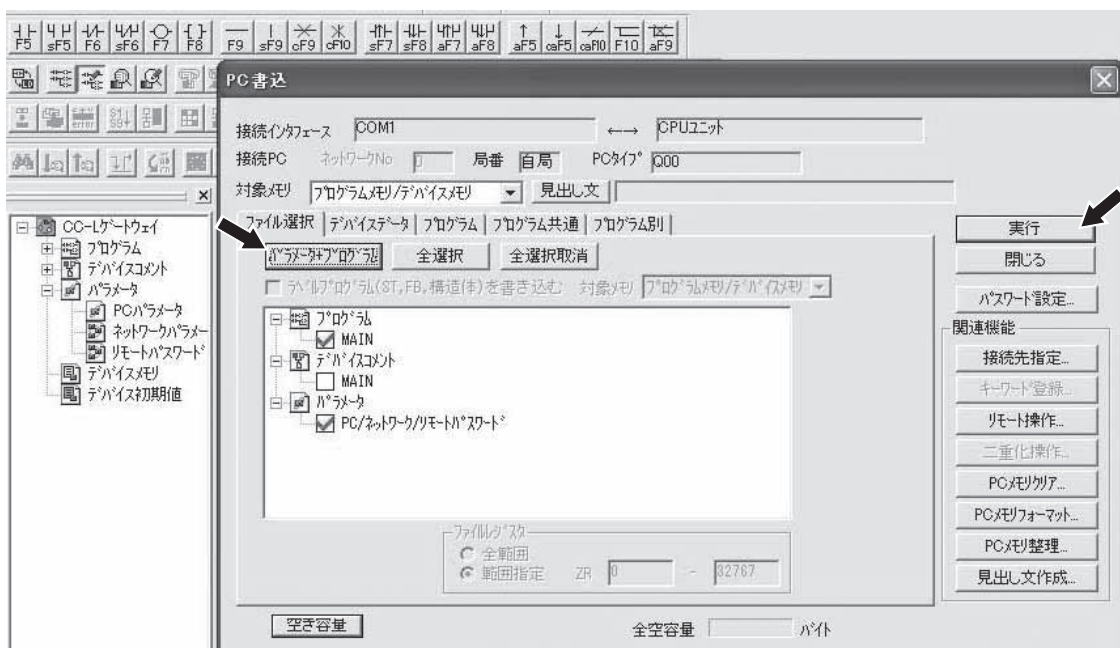 F5 sF5 F6 sF6 F7 F8 F9 sF9 cF9 cF10 sF7 sF8 aF7 aF8 aF5 caF5 caF10 F10 aF9
PC書込
接続インタフェース COM1 ←→ CPUユニット
接続PC ネットワークNo 0 局番 自局 PCタイプ Q00
対象メモリ プログラムメモリ/デバイスメモリ 見出し文
ファイル選択 デバイスデータ プログラム プログラム共通 プログラム別
パラメータ+プログラム 全選択 全選択取消
ラベルプログラム(ST,FB,構造体)を書き込む 対象メモリ プログラムメモリ/デバイスメモリ
プログラム
MAIN
デバイスコメント
MAIN
パラメータ
PC/ネットワーク/リモートパスワード
ファイルレジスタ
全範囲
範囲指定 ZR 0 - 32767
空き容量 全空容量 バイト
実行
閉じる
パスワード設定...
関連機能
接続先指定...
キーワード登録...
リモート操作...
二重化操作...
PCメモリクリア...
PCメモリフォーマット...
PCメモリ整理...
見出し文作成...
error
CC-Lゲートウェイ
プログラム
デバイスコメント
パラメータ
PCパラメータ
ネットワークパラメー
リモートパスワード
デバイスメモリ
デバイス初期値